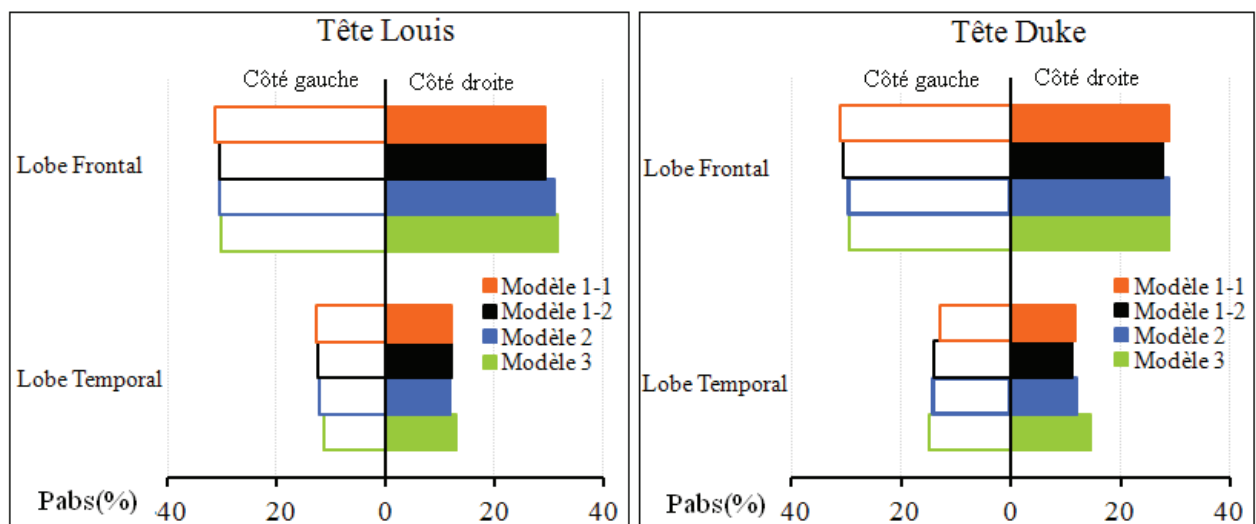 Tête Louis
Côté gauche
Côté droite
Lobe Frontal
Modèle 1-1
Modèle 1-2
Modèle 2
Modèle 3
Lobe Temporal
Pabs(%)
40 20 0 20 40
Tête Duke
Côté gauche
Côté droite
Lobe Frontal
Modèle 1-1
Modèle 1-2
Modèle 2
Modèle 3
Lobe Temporal
Pabs(%)
40 20 0 20 40